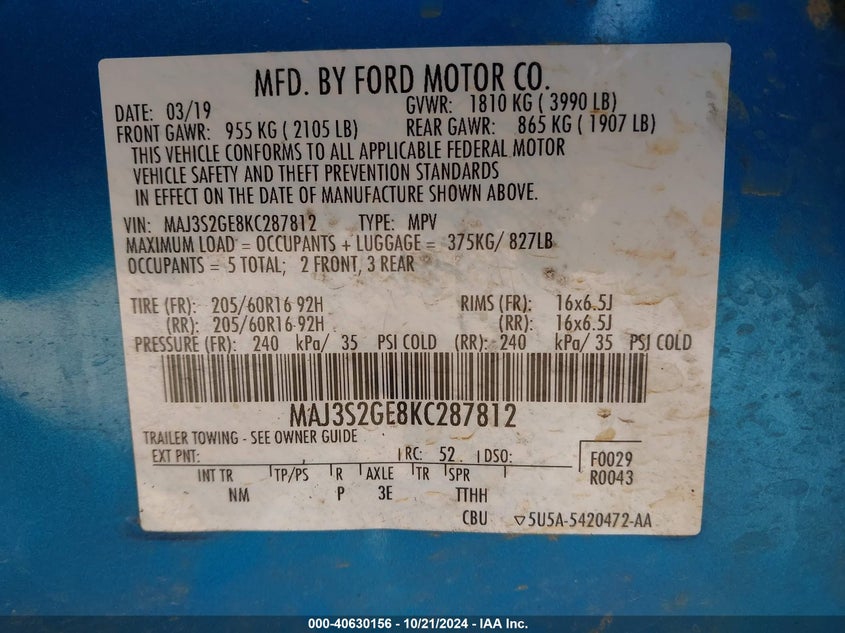 MFD. BY FORD MOTOR CO.
DATE: 03/19 GVWR: 1810 KG ( 3990 LB)
FRONT GAWR: 955 KG ( 2105 LB) REAR GAWR: 865 KG ( 1907 LB)
THIS VEHICLE CONFORMS TO ALL APPLICABLE FEDERAL MOTOR
VEHICLE SAFETY AND THEFT PREVENTION STANDARDS
IN EFFECT ON THE DATE OF MANUFACTURE SHOWN ABOVE.
VIN: MAJ3S2GE8KC287812 TYPE: MPV
MAXIMUM LOAD = OCCUPANTS + LUGGAGE = 375KG/ 827LB
OCCUPANTS = 5 TOTAL; 2 FRONT, 3 REAR
TIRE (FR): 205/60R16 92H RIMS (FR): 16x6.5J
(RR): 205/60R16 92H (RR): 16x6.5J
PRESSURE (FR): 240 kPa/ 35 PSI COLD (RR): 240 kPa/ 35 PSI COLD
MAJ3S2GE8KC287812
TRAILER TOWING - SEE OWNER GUIDE
EXT PNT: RC: 52 DSO: F0029
INT TR TP/PS R AXLE TR SPR R0043
NM P 3E TTHH
CBU ▽5U5A-5420472-AA
000-40630156 - 10/21/2024 - IAA Inc.